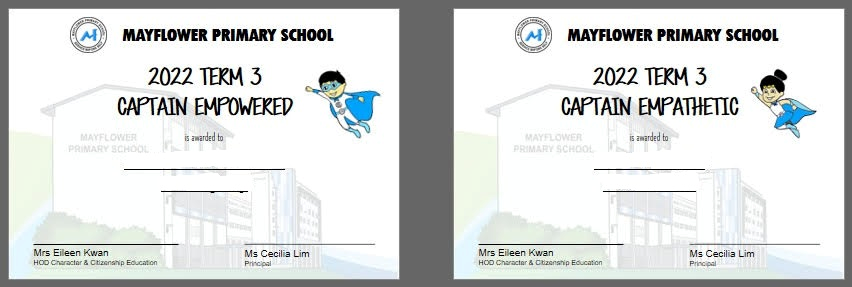 MAYFLOWER PRIMARY SCHOOL
2022 TERM 3
CAPTAIN EMPOWERED
is awarded to
MAYFLOWER
PRIMARY SCHOOL
Mrs Eileen Kwan
HOD Character & Citizenship Education
Ms Cecilia Lim
Principal
MAYFLOWER PRIMARY SCHOOL
2022 TERM 3
CAPTAIN EMPATHETIC
is awarded to
MAYFLOWER
PRIMARY SCHOOL
Mrs Eileen Kwan
HOD Character & Citizenship Education
Ms Cecilia Lim
Principal